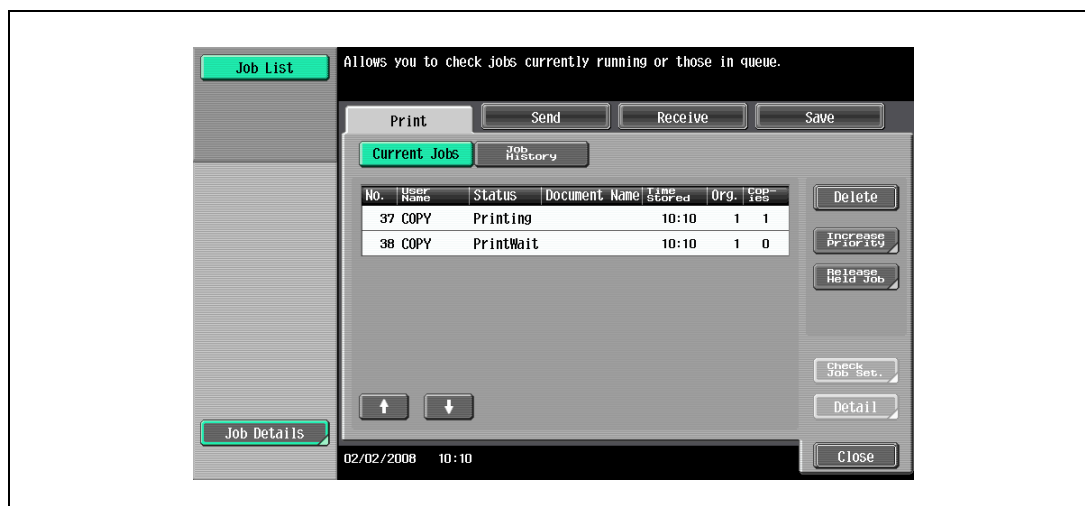 Job List
Allows you to check jobs currently running or those in queue.
Print Send Receive Save
Current Jobs Job History
No. User Name Status Document Name Time Stored Org. Cop-ies
37 COPY Printing 10:10 1 1
38 COPY PrintWait 10:10 1 0
Delete
Increase Priority
Release Held Job
Check Job Set.
Detail
Job Details
02/02/2008 10:10
Close